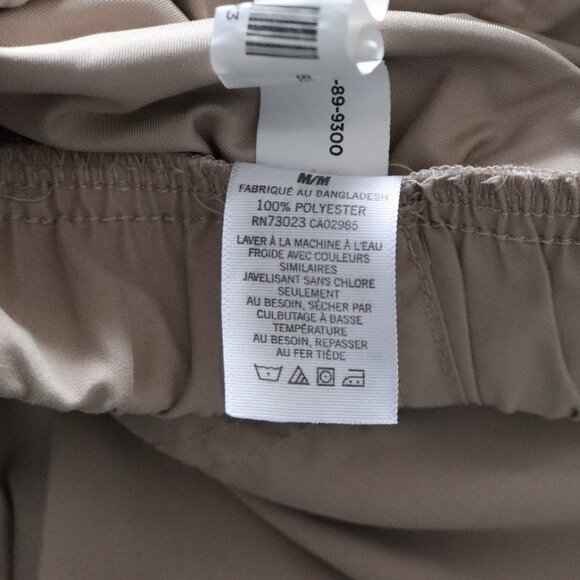 73
-89-9300
M/M
FABRIQUÉ AU BANGLADESH
100% POLYESTER
RN73023 CA02985
LAVER À LA MACHINE À L'EAU
FROIDE AVEC COULEURS
SIMILAIRES
JAVELISANT SANS CHLORE
SEULEMENT
AU BESOIN, SÉCHER PAR
CULBUTAGE À BASSE
TEMPÉRATURE
AU BESOIN, REPASSER
AU FER TIÈDE